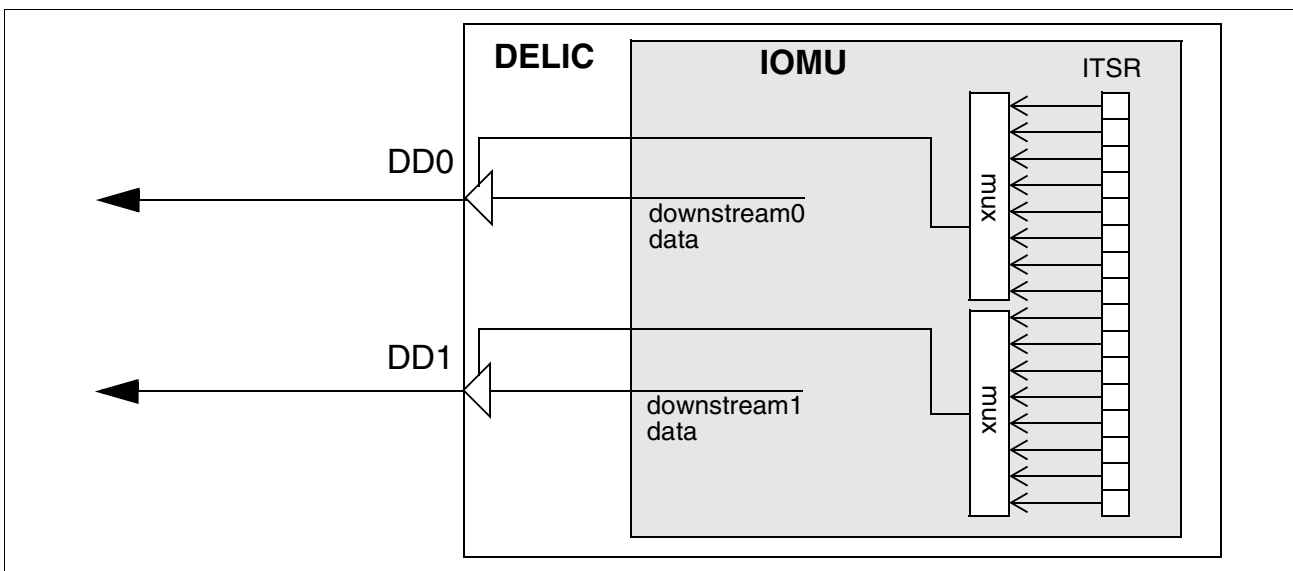 DELIC
IOMU
ITSR
DD0
mux
downstream0
data
DD1
mux
downstream1
data